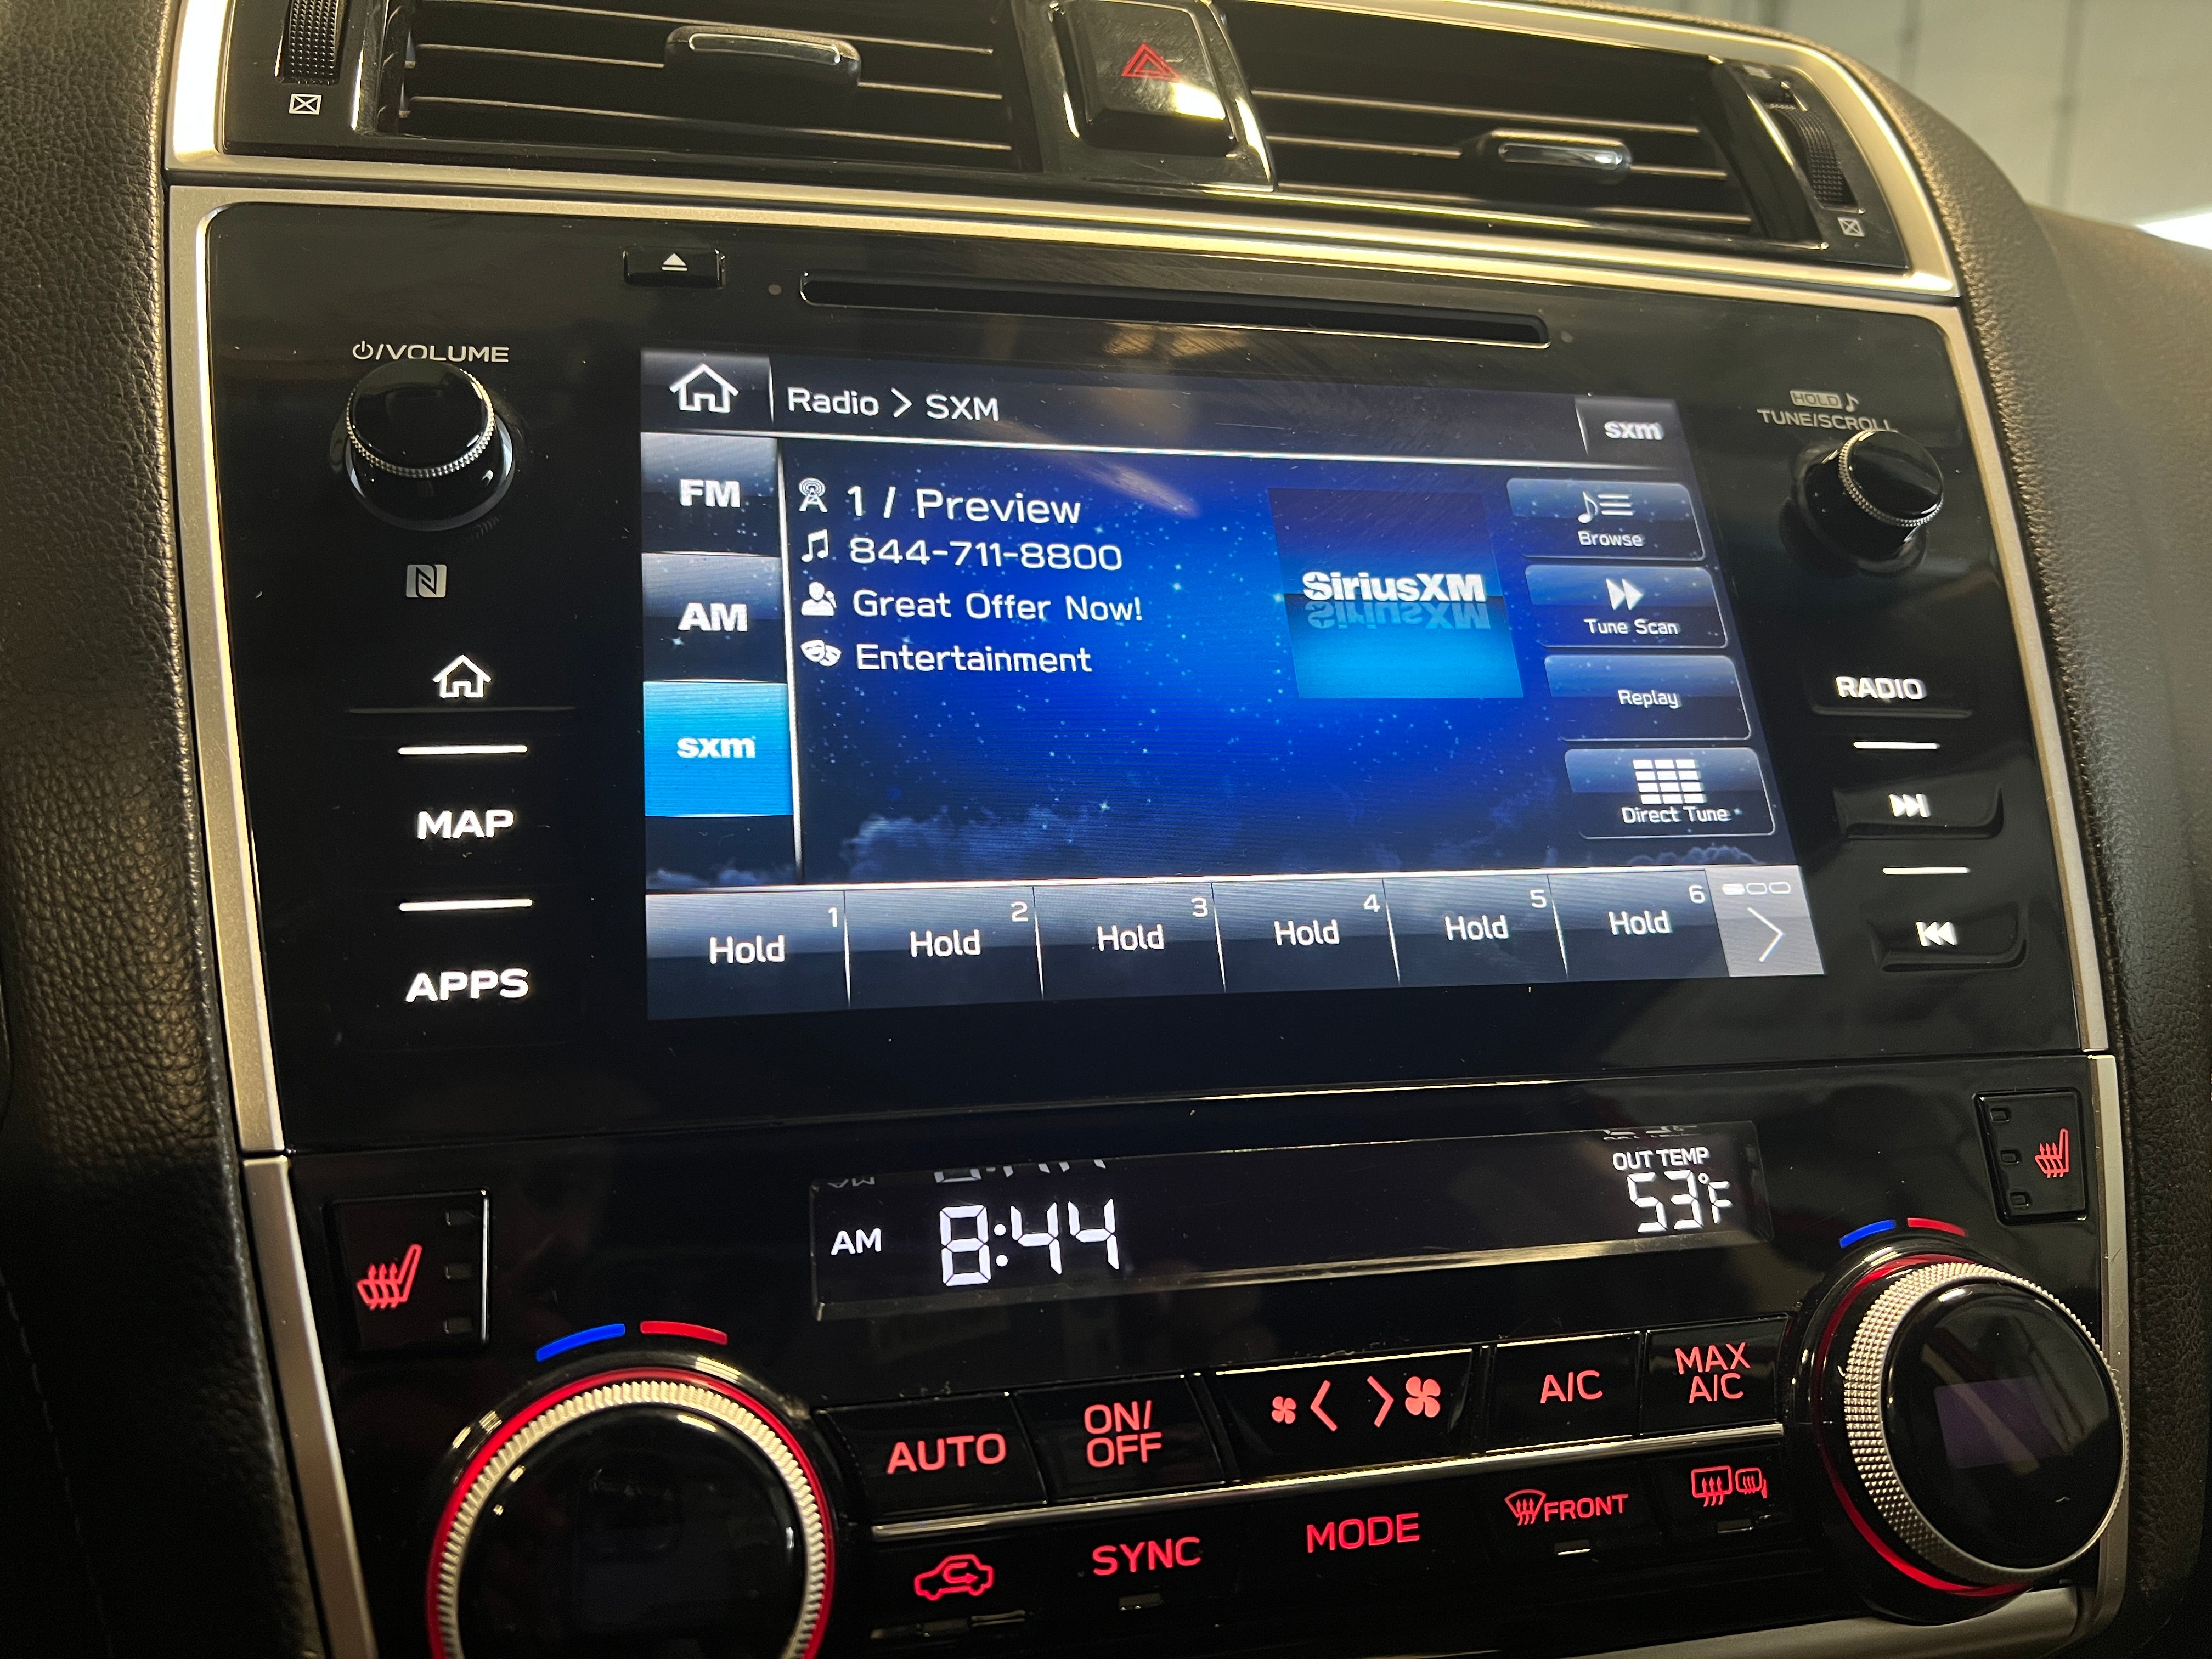 /VOLUME
HOLD
TUNE/SCROLL
Radio > SXM
sxm
FM
1 / Preview
844-711-8800
Great Offer Now!
Entertainment
AM
sxm
SiriusXM
Browse
Tune Scan
Replay
Direct Tune
MAP
APPS
RADIO
1 2 3 4 5 6
Hold Hold Hold Hold Hold Hold
OUT TEMP
AM 8:44 53°F
AUTO
ON/
OFF
A/C
MAX
A/C
SYNC
MODE
FRONT